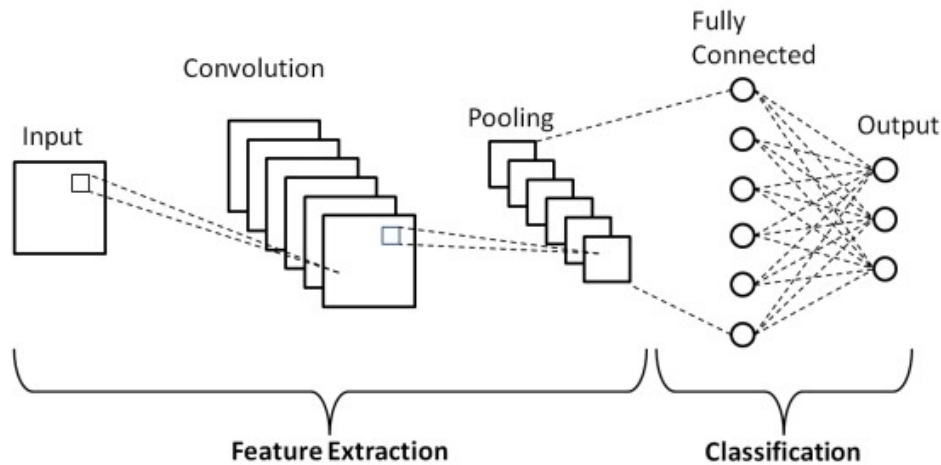 Fully
Connected
Convolution
Pooling
Output
Input
Feature Extraction
Classification